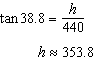 tan 38.8 = h/440
h ≈ 353.8